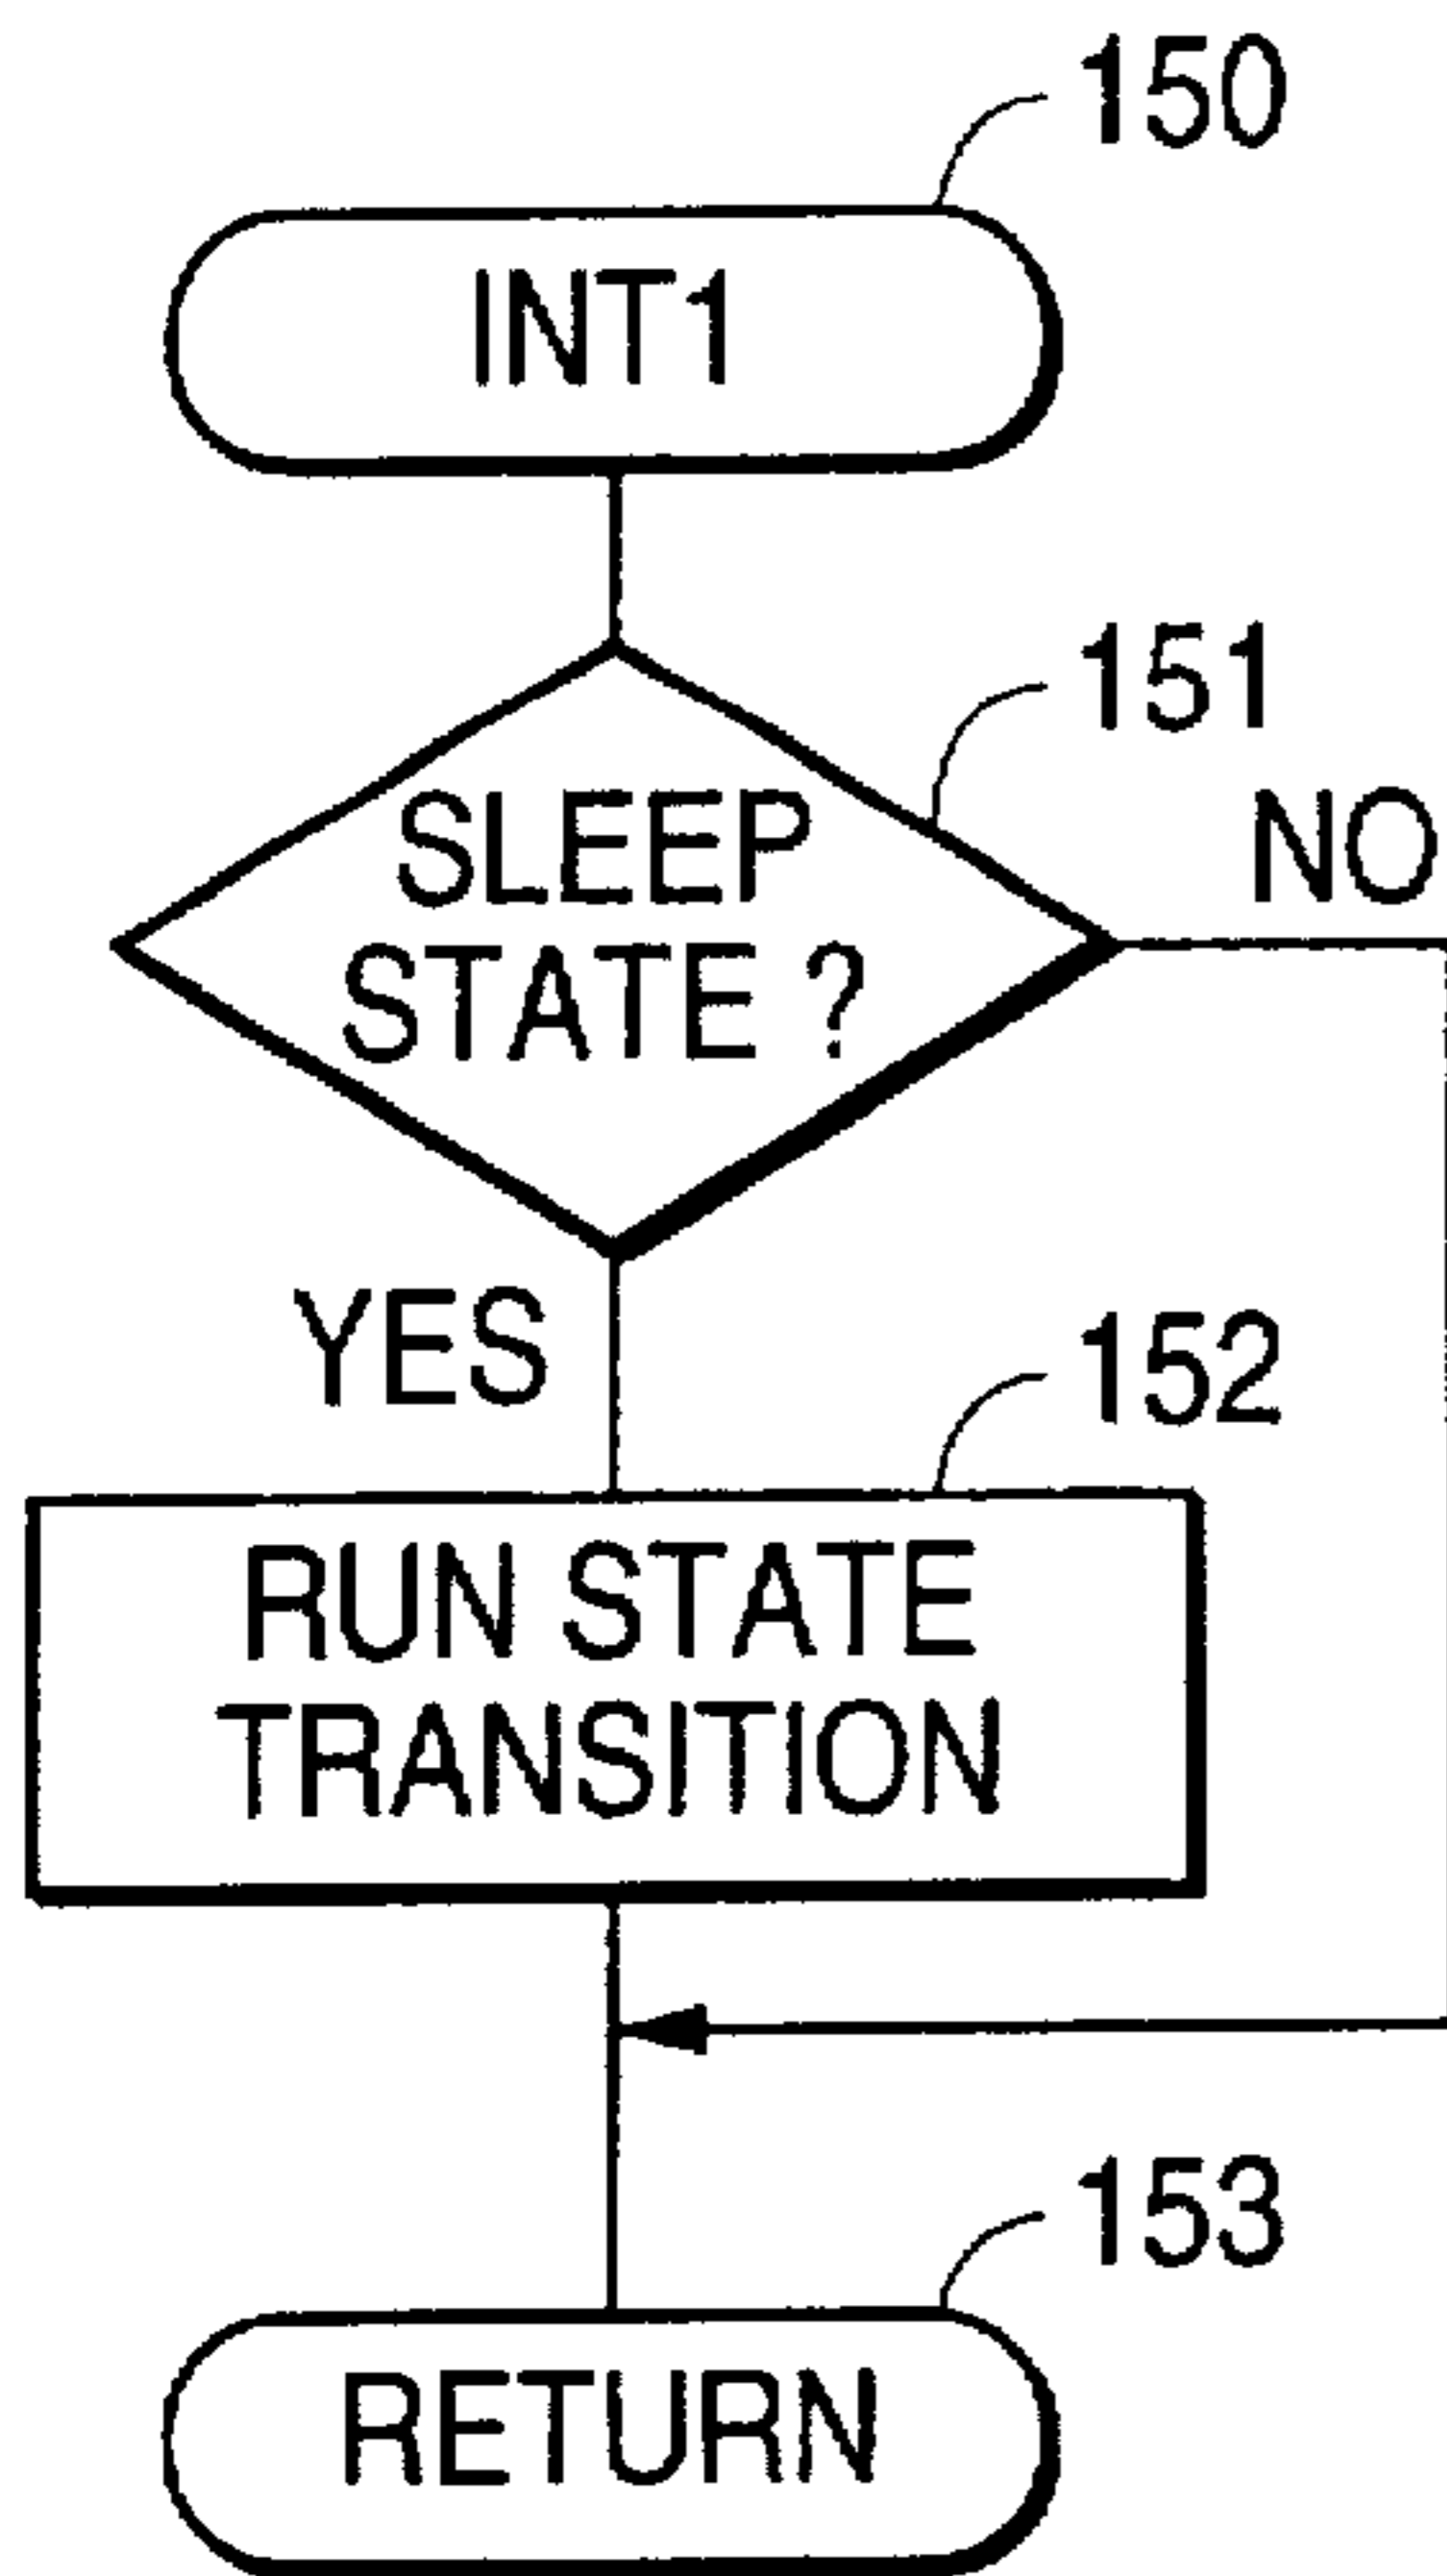 150
INT1
151
SLEEP
STATE ?
NO
YES
152
RUN STATE
TRANSITION
153
RETURN